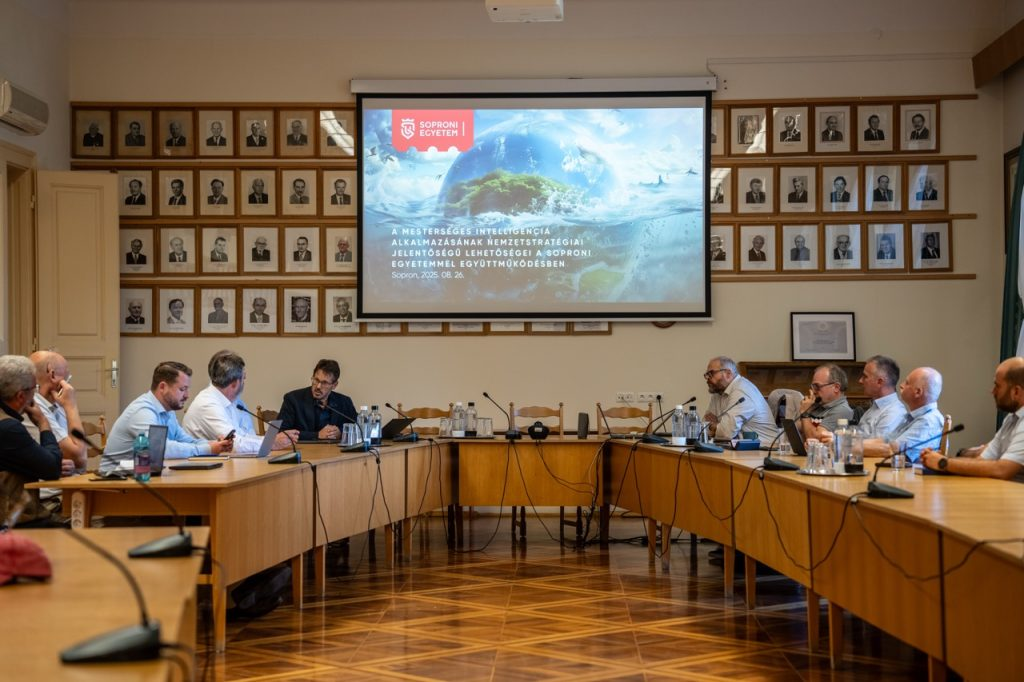 SOPRONI
EGYETEM
A MESTERSÉGES INTELLIGENCIA
ALKALMAZÁSÁNAK NEMZETSTRATÉGIAI
JELENTŐSÉGŰ LEHETŐSÉGEI A SOPRONI
EGYETEMMEL EGYÜTTMŰKÖDÉSBEN
Sopron, 2025. 08. 26.